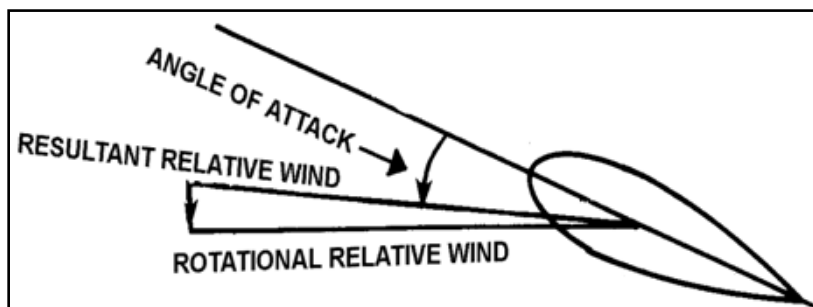 ANGLE OF ATTACK
RESULTANT RELATIVE WIND
ROTATIONAL RELATIVE WIND